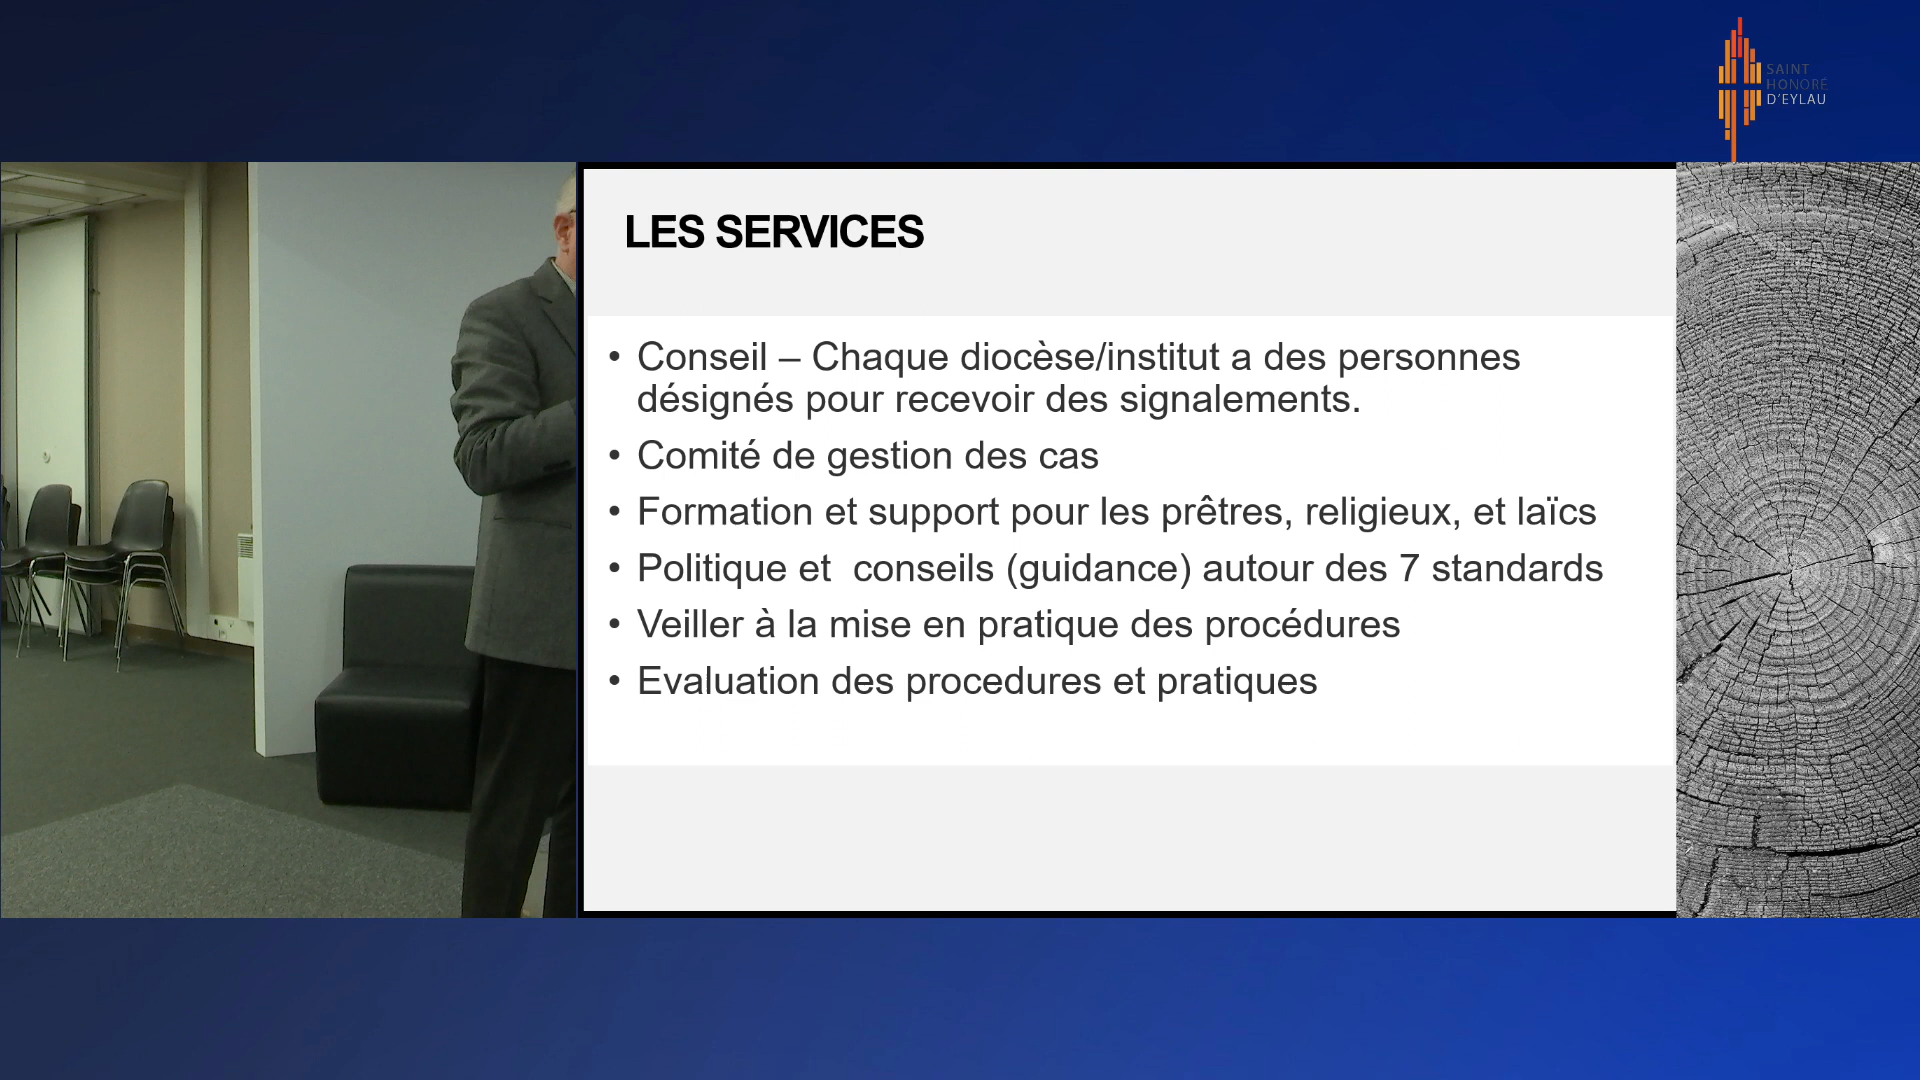 SAINT
HONORÉ
D'EYLAU
LES SERVICES
• Conseil – Chaque diocèse/institut a des personnes
désignés pour recevoir des signalements.
• Comité de gestion des cas
• Formation et support pour les prêtres, religieux, et laïcs
• Politique et  conseils (guidance) autour des 7 standards
• Veiller à la mise en pratique des procédures
• Evaluation des procedures et pratiques